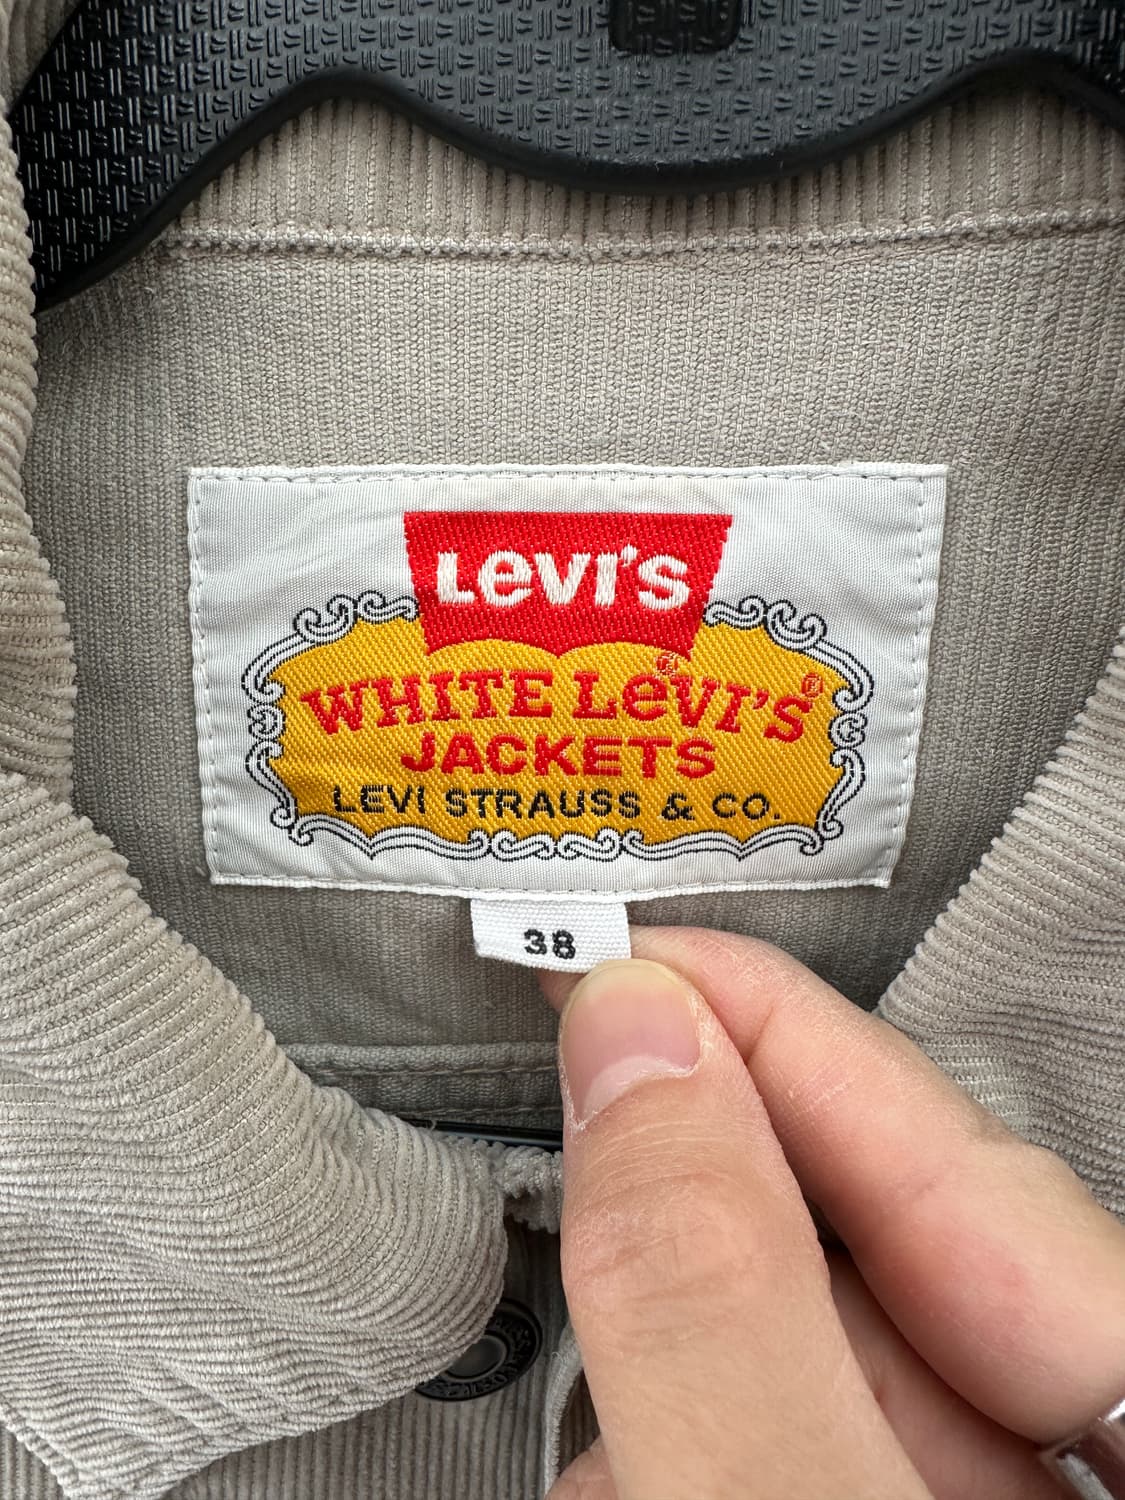 LeVI'S
®
WHITE LeVI'S®
JACKETS
LEVI STRAUSS & CO.
38